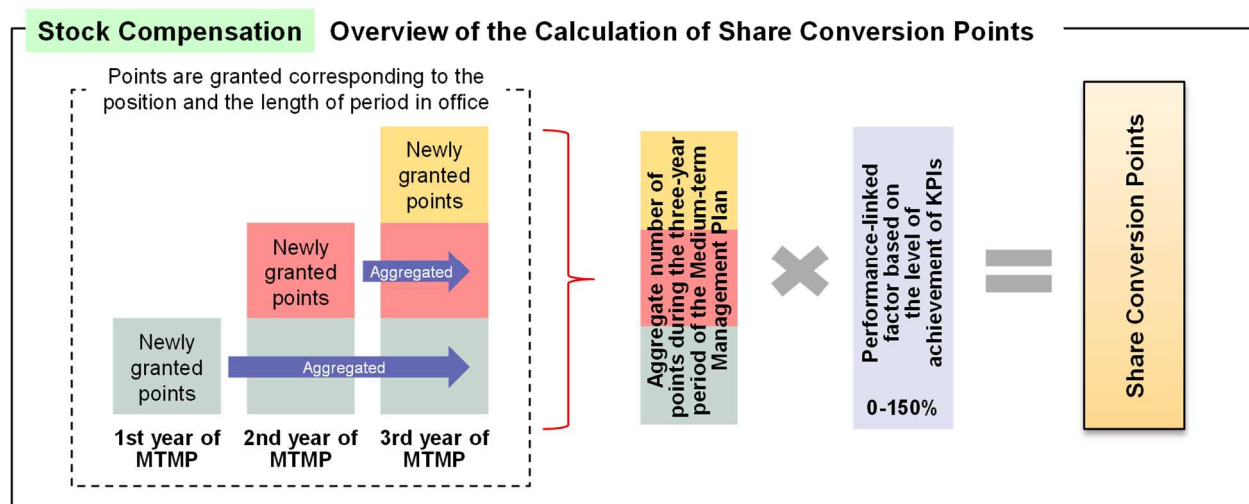 Stock Compensation Overview of the Calculation of Share Conversion Points
Points are granted corresponding to the
position and the length of period in office
Newly
granted
points
Newly
granted
points
Aggregated
Newly
granted
points
Aggregated
1st year of
MTMP
2nd year of
MTMP
3rd year of
MTMP
Aggregate number of
points during the three-year
period of the Medium-term
Management Plan
Performance-linked
factor based on
the level of
achievement of KPIs
0-150%
Share Conversion Points